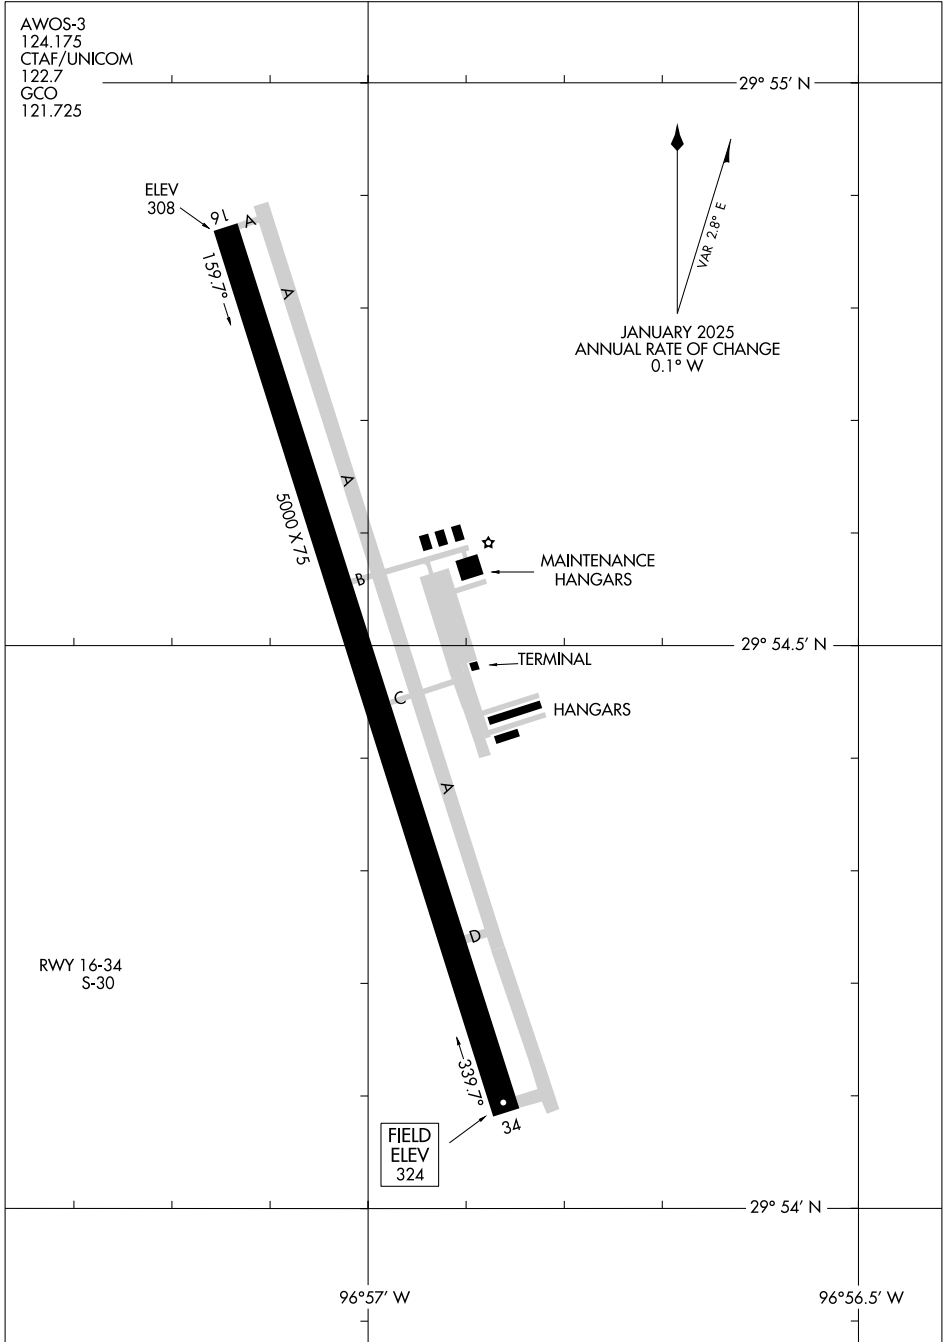 AWOS-3
124.175
CTAF/UNICOM
122.7
GCO
121.725
29° 55' N
ELEV
308
16
A
159.7°
A
VAR 2.8° E
JANUARY 2025
ANNUAL RATE OF CHANGE
0.1° W
A
5000 X 75
B
MAINTENANCE
HANGARS
29° 54.5' N
TERMINAL
C
HANGARS
A
D
RWY 16-34
S-30
339.7°
34
FIELD
ELEV
324
29° 54' N
96°57' W
96°56.5' W